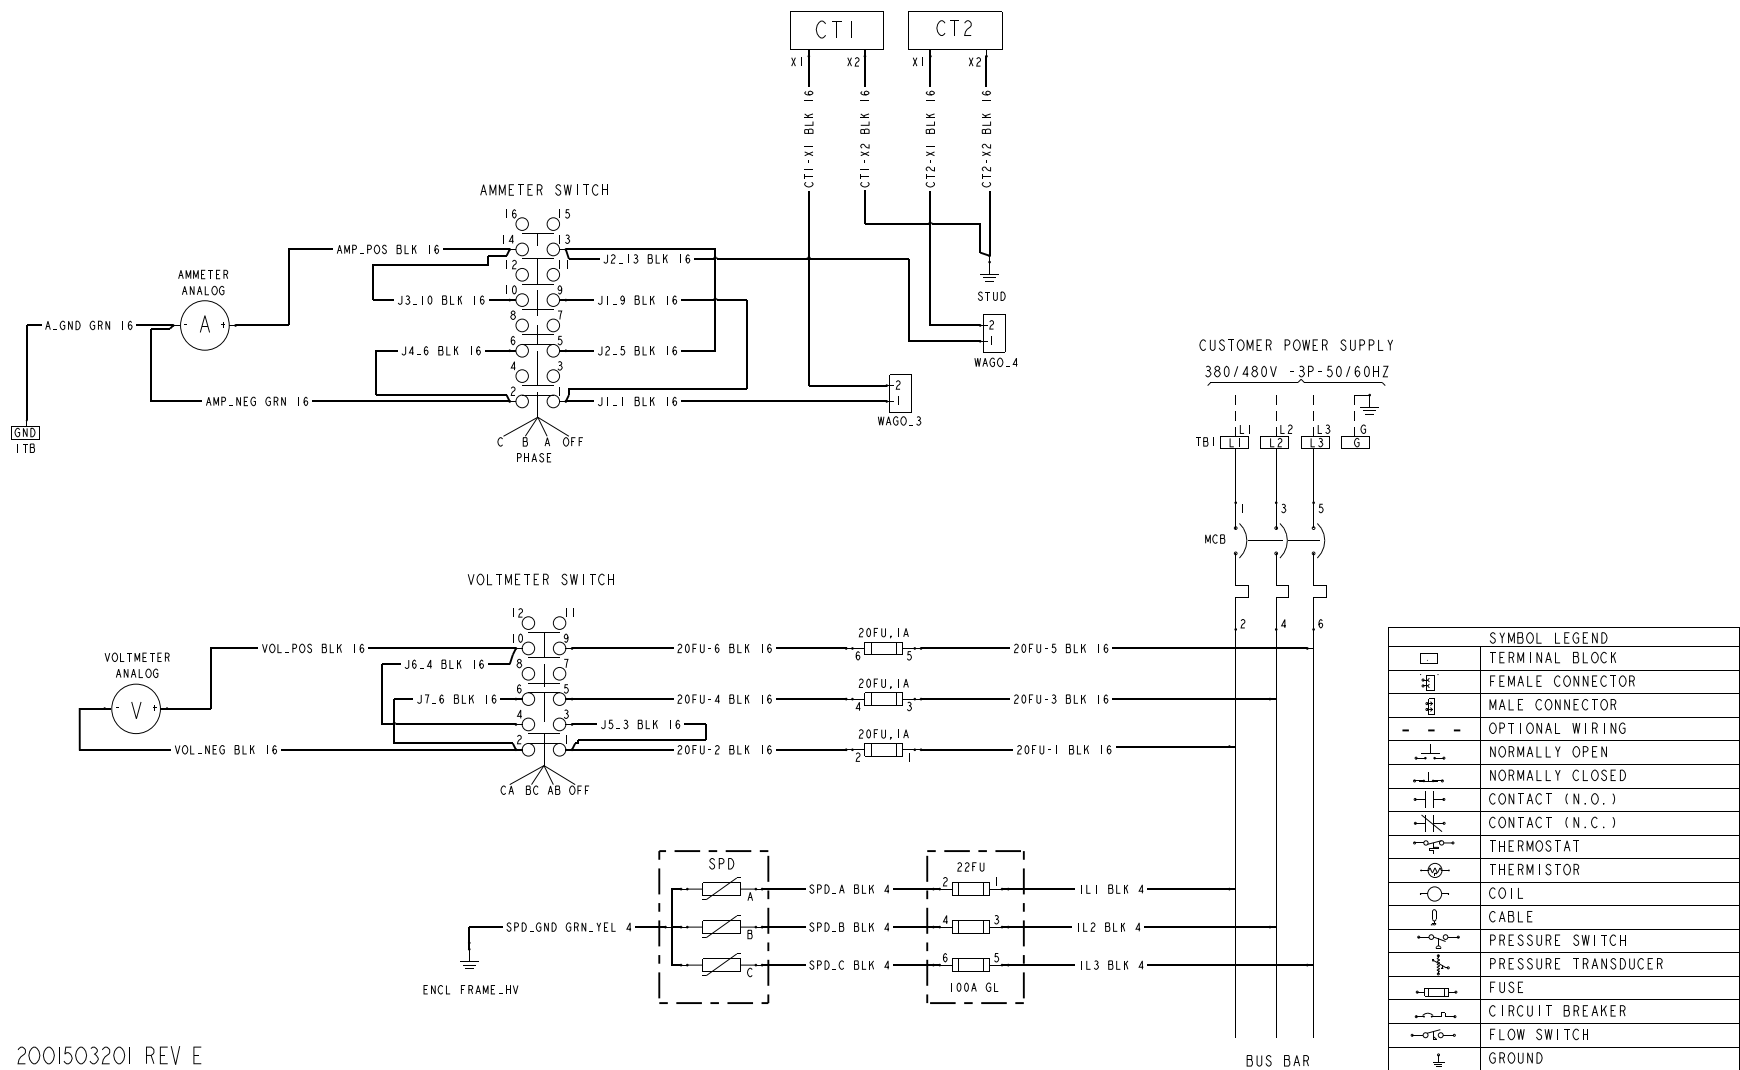 CT1
CT2
X1
X2
X1
X2
CT1-X1 BLK 16
CT1-X2 BLK 16
CT2-X1 BLK 16
CT2-X2 BLK 16
STUD
AMMETER SWITCH
16 15
14 13
12 11
10 9
8 7
6 5
4 3
2 1
AMP_POS BLK 16
J2_13 BLK 16
AMMETER
ANALOG
- A +
A_GND GRN 16
J3_10 BLK 16
J1_9 BLK 16
J4_6 BLK 16
J2_5 BLK 16
AMP_NEG GRN 16
J1_1 BLK 16
C B A OFF
PHASE
GND
1TB
2
1
WAGO_4
2
1
WAGO_3
CUSTOMER POWER SUPPLY
380/480V -3P-50/60HZ
L1 L2 L3 G
TB1 L1 L2 L3 G
1 3 5
MCB
2 4 6
VOLTMETER SWITCH
12 11
10 9
8 7
6 5
4 3
2 1
VOL_POS BLK 16
J6_4 BLK 16
VOLTMETER
ANALOG
- V +
J7_6 BLK 16
J5_3 BLK 16
VOL_NEG BLK 16
CA BC AB OFF
20FU-6 BLK 16
20FU,1A
6 5
20FU-5 BLK 16
20FU-4 BLK 16
20FU,1A
4 3
20FU-3 BLK 16
20FU-2 BLK 16
20FU,1A
2 1
20FU-1 BLK 16
SPD
A
B
C
SPD_GND GRN_YEL 4
ENCL FRAME_HV
SPD_A BLK 4
SPD_B BLK 4
SPD_C BLK 4
22FU
2 1
4 3
6 5
100A GL
1L1 BLK 4
1L2 BLK 4
1L3 BLK 4
BUS BAR
SYMBOL LEGEND
TERMINAL BLOCK
FEMALE CONNECTOR
MALE CONNECTOR
OPTIONAL WIRING
NORMALLY OPEN
NORMALLY CLOSED
CONTACT (N.O.)
CONTACT (N.C.)
THERMOSTAT
THERMISTOR
COIL
CABLE
PRESSURE SWITCH
PRESSURE TRANSDUCER
FUSE
CIRCUIT BREAKER
FLOW SWITCH
GROUND
2001503201 REV E